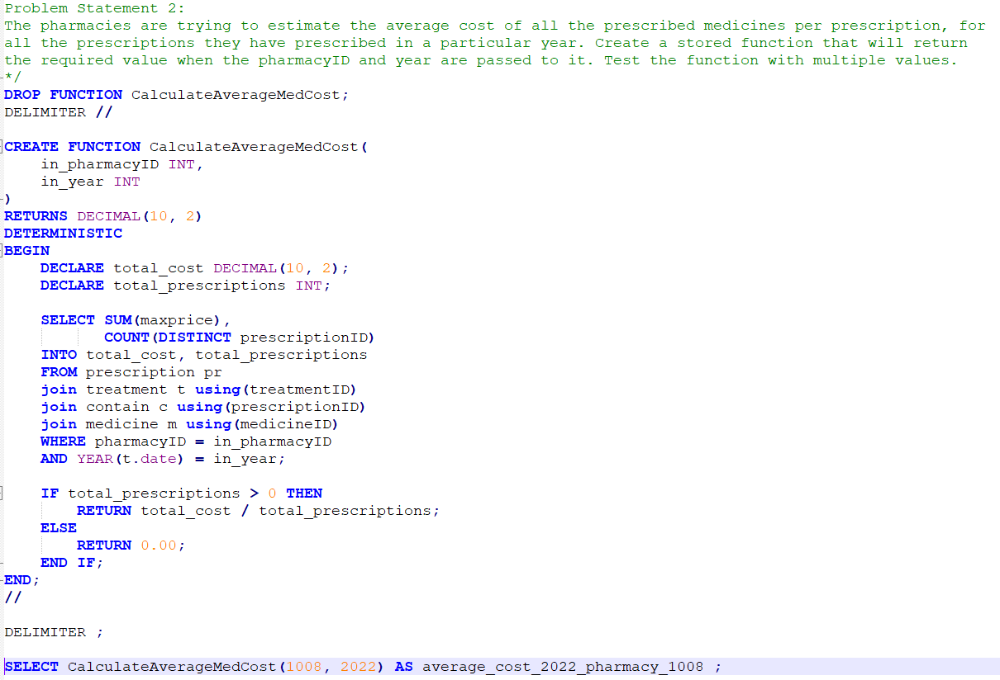 Problem Statement 2:
The pharmacies are trying to estimate the average cost of all the prescribed medicines per prescription, for
all the prescriptions they have prescribed in a particular year. Create a stored function that will return
the required value when the pharmacyID and year are passed to it. Test the function with multiple values.
*/
DROP FUNCTION CalculateAverageMedCost;
DELIMITER //

CREATE FUNCTION CalculateAverageMedCost(
    in_pharmacyID INT,
    in_year INT
)
RETURNS DECIMAL(10, 2)
DETERMINISTIC
BEGIN
    DECLARE total_cost DECIMAL(10, 2);
    DECLARE total_prescriptions INT;

    SELECT SUM(maxprice),
           COUNT(DISTINCT prescriptionID)
    INTO total_cost, total_prescriptions
    FROM prescription pr
    join treatment t using(treatmentID)
    join contain c using(prescriptionID)
    join medicine m using(medicineID)
    WHERE pharmacyID = in_pharmacyID
    AND YEAR(t.date) = in_year;

    IF total_prescriptions > 0 THEN
        RETURN total_cost / total_prescriptions;
    ELSE
        RETURN 0.00;
    END IF;
END;
//

DELIMITER ;

SELECT CalculateAverageMedCost(1008, 2022) AS average_cost_2022_pharmacy_1008 ;